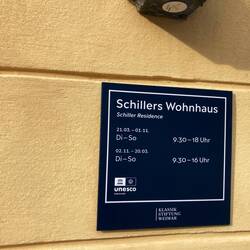 Schillers Wohnhaus
Schiller Residence
21.03. – 01.11.
Di – So 9.30 – 18 Uhr
02.11. – 20.03.
Di – So 9.30 – 16 Uhr
unesco
KLASSIK
STIFTUNG
WEIMAR